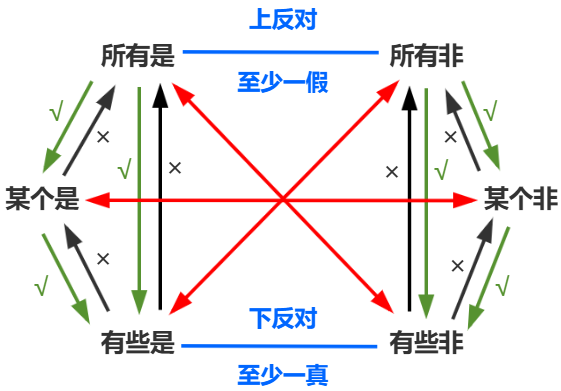 上反对
所有是
所有非
至少一假
√
×
√
×
×
√
×
√
某个是
某个非
√
×
×
√
下反对
有些是
有些非
至少一真